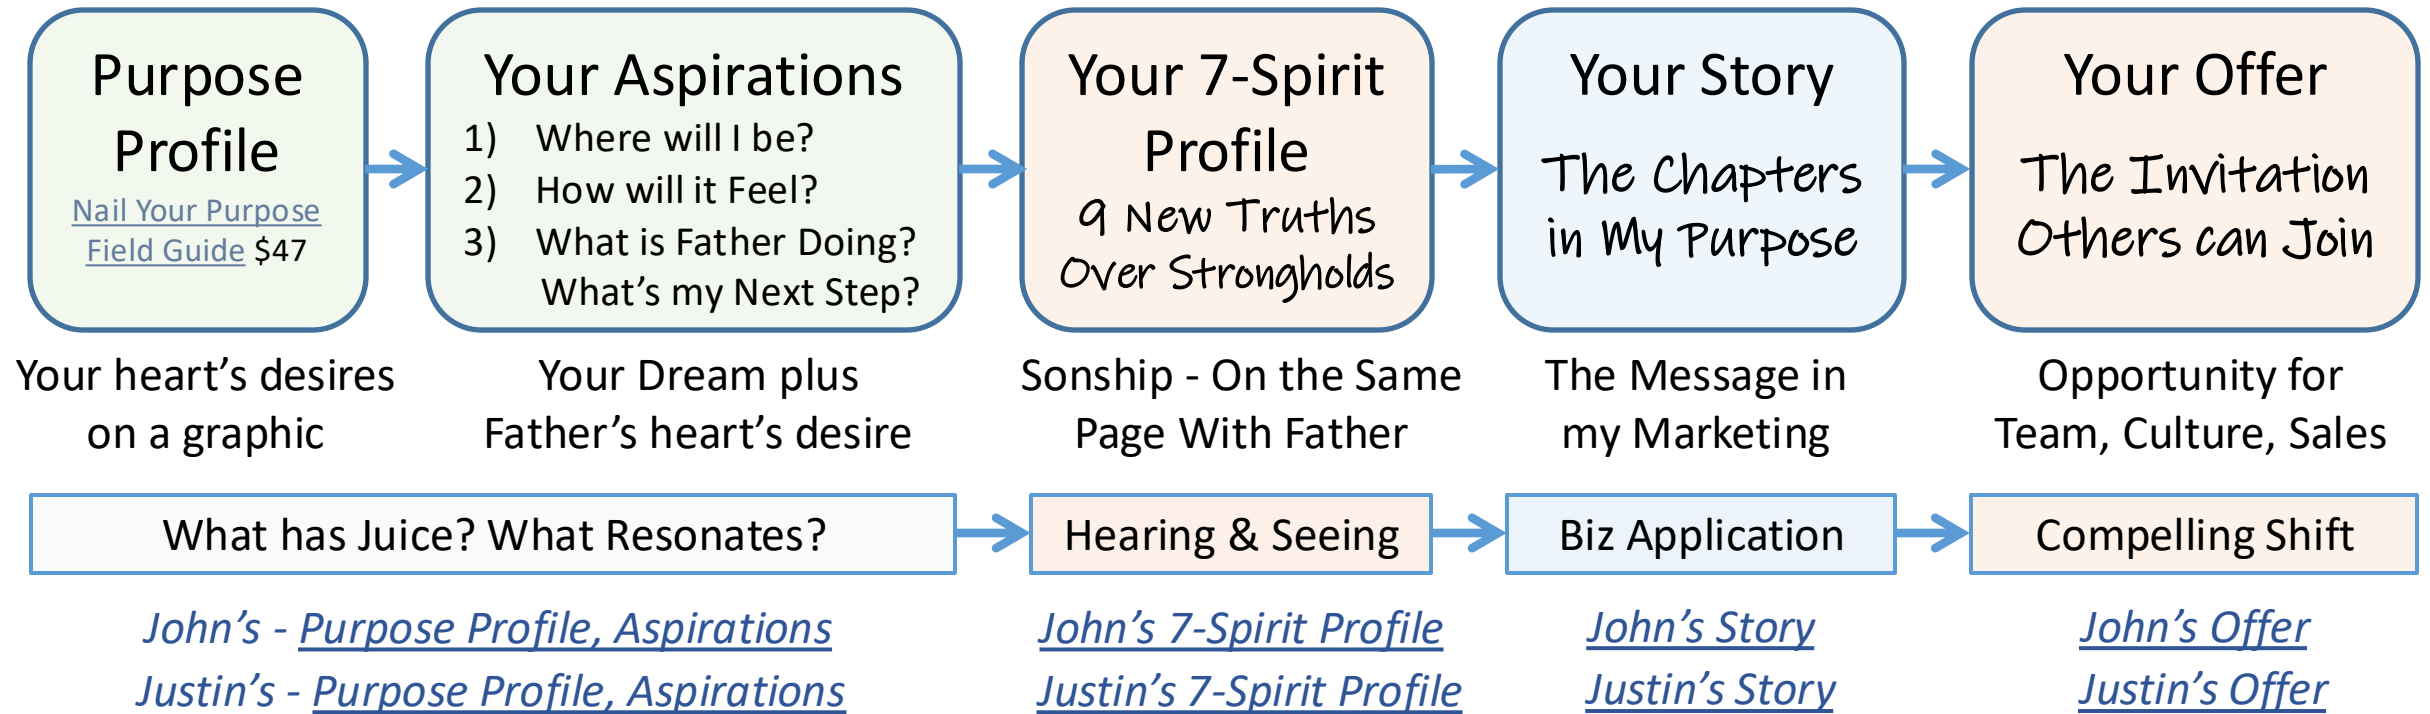 Purpose
Profile
Nail Your Purpose
Field Guide $47
Your Aspirations
1) Where will I be?
2) How will it Feel?
3) What is Father Doing?
What’s my Next Step?
Your 7-Spirit
Profile
9 New Truths
Over Strongholds
Your Story
The Chapters
in My Purpose
Your Offer
The Invitation
Others can Join
Your heart’s desires
on a graphic
Your Dream plus
Father’s heart’s desire
Sonship - On the Same
Page With Father
The Message in
my Marketing
Opportunity for
Team, Culture, Sales
What has Juice? What Resonates?
Hearing & Seeing
Biz Application
Compelling Shift
John’s - Purpose Profile, Aspirations
Justin’s - Purpose Profile, Aspirations
John’s 7-Spirit Profile
Justin’s 7-Spirit Profile
John’s Story
Justin’s Story
John’s Offer
Justin’s Offer